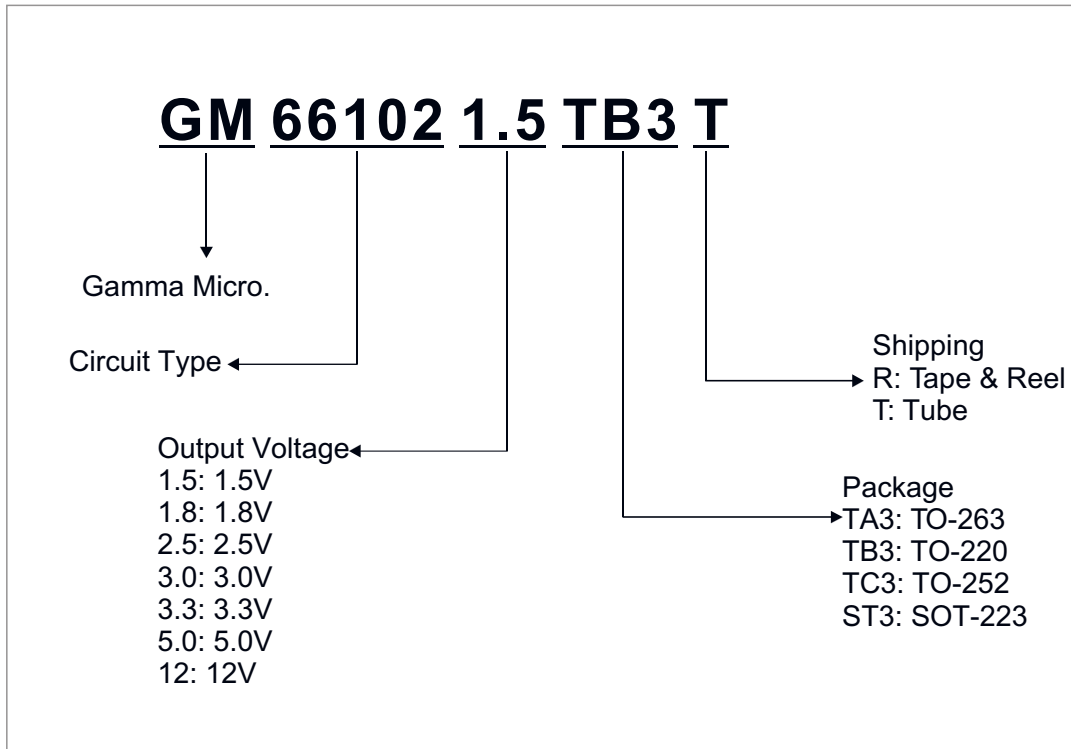 GM 66102 1.5 TB3 T
Gamma Micro.
Circuit Type
Output Voltage
1.5: 1.5V
1.8: 1.8V
2.5: 2.5V
3.0: 3.0V
3.3: 3.3V
5.0: 5.0V
12: 12V
Shipping
R: Tape & Reel
T: Tube
Package
TA3: TO-263
TB3: TO-220
TC3: TO-252
ST3: SOT-223